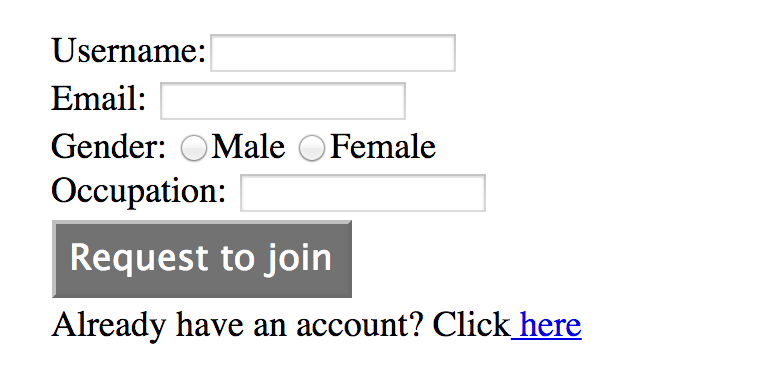 Username:
Email:
Gender: Male Female
Occupation:
Request to join
Already have an account? Click here